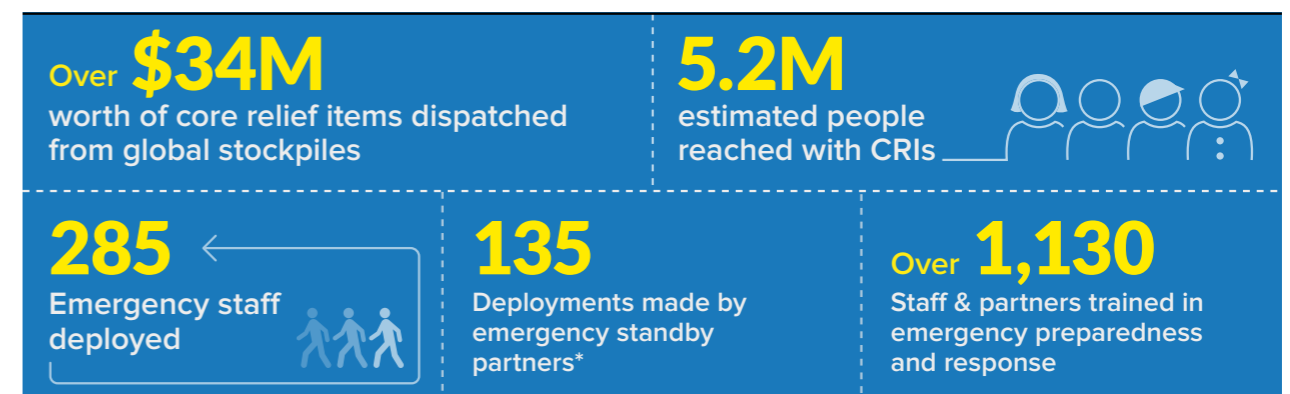 Over $34M
worth of core relief items dispatched
from global stockpiles
5.2M
estimated people
reached with CRIs
285
Emergency staff
deployed
135
Deployments made by
emergency standby
partners*
Over 1,130
Staff & partners trained in
emergency preparedness
and response